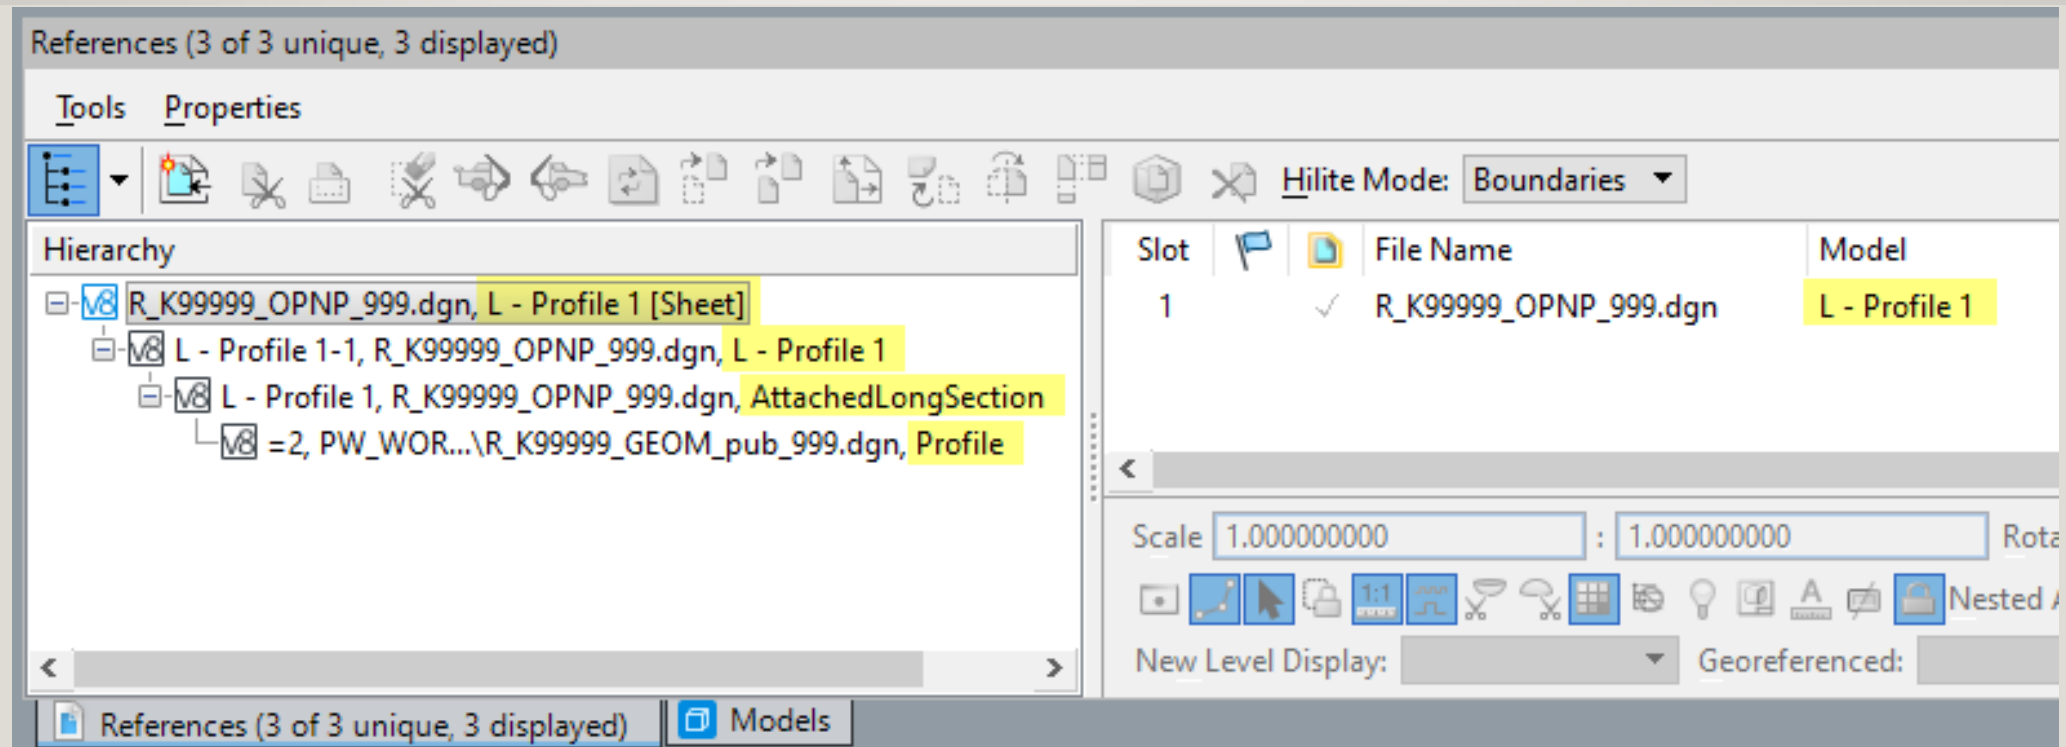 References (3 of 3 unique, 3 displayed)
Tools Properties
Hilite Mode: Boundaries
Hierarchy
R_K99999_OPNP_999.dgn, L - Profile 1 [Sheet]
L - Profile 1-1, R_K99999_OPNP_999.dgn, L - Profile 1
L - Profile 1, R_K99999_OPNP_999.dgn, AttachedLongSection
=2, PW_WOR...\R_K99999_GEOM_pub_999.dgn, Profile
Slot File Name Model
1 R_K99999_OPNP_999.dgn L - Profile 1
Scale 1.000000000 : 1.000000000 Rota
1:1 Nested A
New Level Display: Georeferenced:
References (3 of 3 unique, 3 displayed) Models